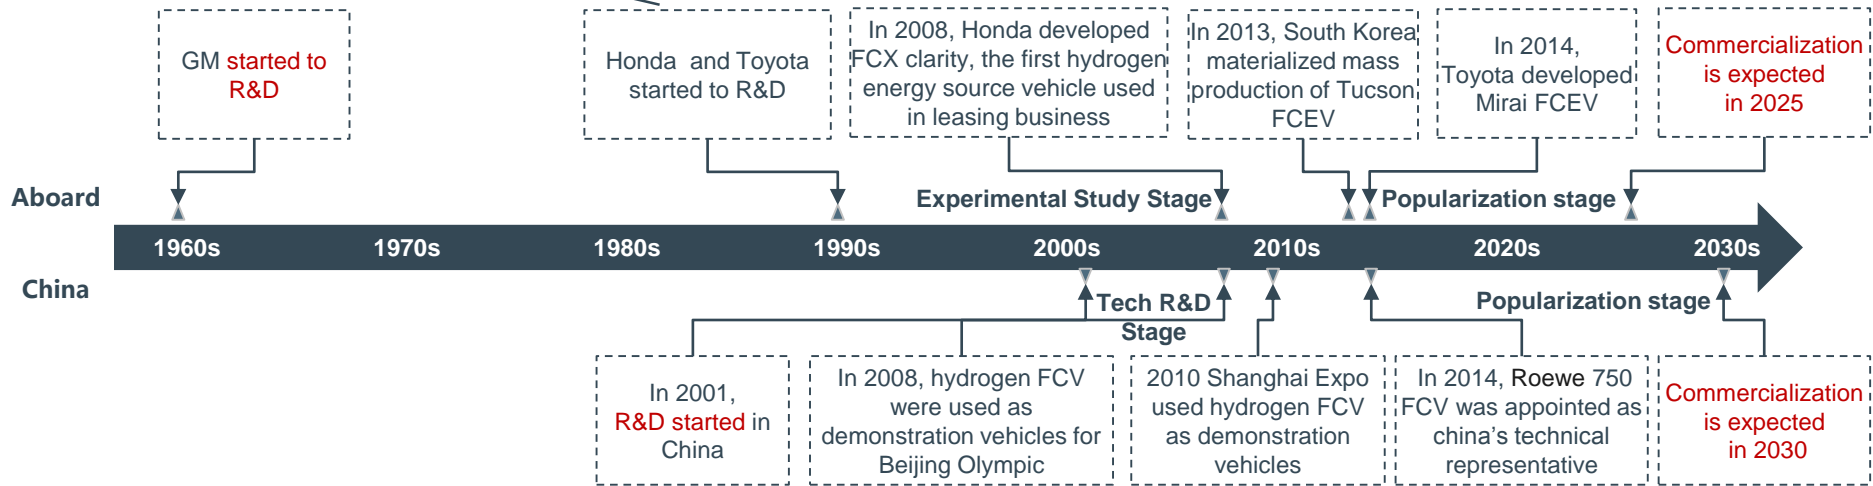 GM started to
R&D
Honda and Toyota
started to R&D
In 2008, Honda developed
FCX clarity, the first hydrogen
energy source vehicle used
in leasing business
In 2013, South Korea
materialized mass
production of Tucson
FCEV
In 2014,
Toyota developed
Mirai FCEV
Commercialization
is expected
in 2025
Aboard
Experimental Study Stage
Popularization stage
1960s
1970s
1980s
1990s
2000s
2010s
2020s
2030s
China
Tech R&D
Stage
Popularization stage
In 2001,
R&D started in
China
In 2008, hydrogen FCV
were used as
demonstration vehicles for
Beijing Olympic
2010 Shanghai Expo
used hydrogen FCV
as demonstration
vehicles
In 2014, Roewe 750
FCV was appointed as
china's technical
representative
Commercialization
is expected
in 2030